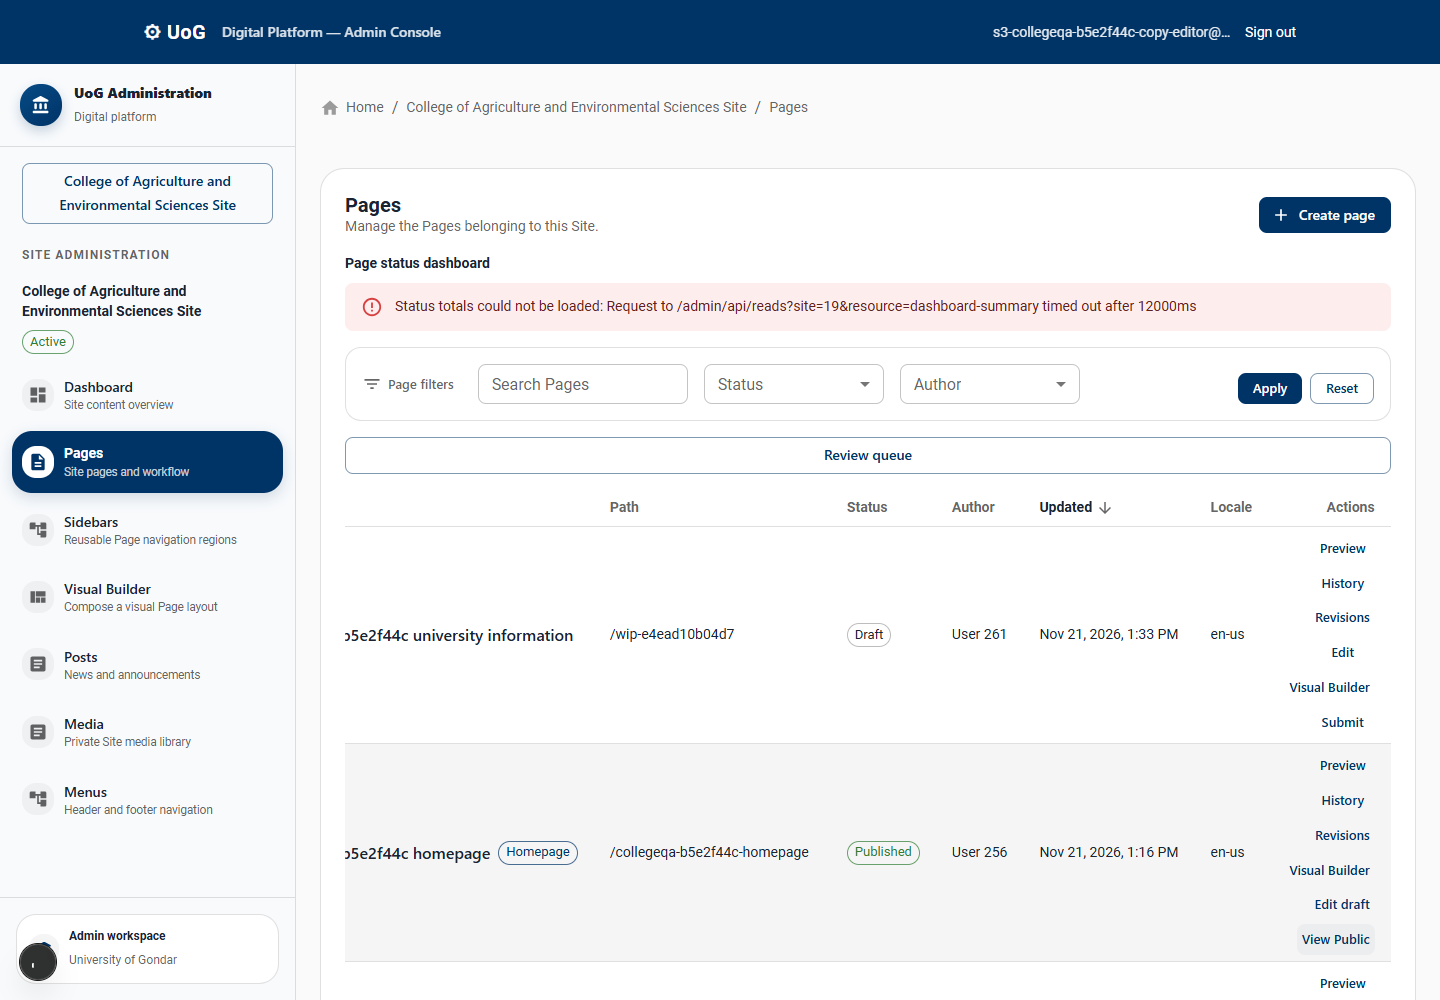 UoG Digital Platform — Admin Console
s3-collegeqa-b5e2f44c-copy-editor@... Sign out
UoG Administration
Digital platform
College of Agriculture and
Environmental Sciences Site
SITE ADMINISTRATION
College of Agriculture and
Environmental Sciences Site
Active
Dashboard
Site content overview
Pages
Site pages and workflow
Sidebars
Reusable Page navigation regions
Visual Builder
Compose a visual Page layout
Posts
News and announcements
Media
Private Site media library
Menus
Header and footer navigation
Admin workspace
University of Gondar
Home / College of Agriculture and Environmental Sciences Site / Pages
Pages
Manage the Pages belonging to this Site.
Create page
Page status dashboard
Status totals could not be loaded: Request to /admin/api/reads?site=19&resource=dashboard-summary timed out after 12000ms
Page filters Search Pages Status Author Apply Reset
Review queue
Path Status Author Updated Locale Actions
b5e2f44c university information /wip-e4ead10b04d7 Draft User 261 Nov 21, 2026, 1:33 PM en-us
Preview
History
Revisions
Edit
Visual Builder
Submit
b5e2f44c homepage Homepage /collegeqa-b5e2f44c-homepage Published User 256 Nov 21, 2026, 1:16 PM en-us
Preview
History
Revisions
Visual Builder
Edit draft
View Public
Preview